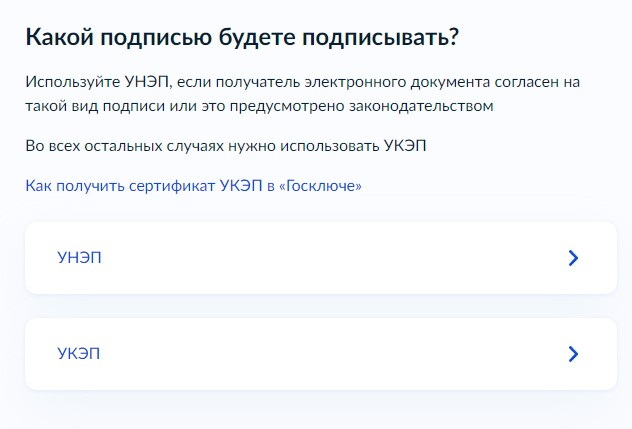 Какой подписью будете подписывать?
Используйте УНЭП, если получатель электронного документа согласен на
такой вид подписи или это предусмотрено законодательством
Во всех остальных случаях нужно использовать УКЭП
Как получить сертификат УКЭП в «Госключе»
УНЭП
УКЭП